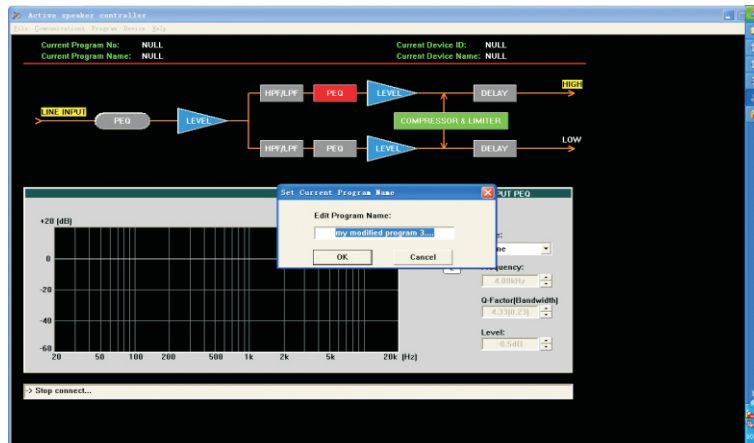 Active speaker controller
File Communications Program Device Help
Current Program No: NULL
Current Program Name: NULL
Current Device ID: NULL
Current Device Name: NULL
HPF/LPF PEQ LEVEL DELAY HIGH
LINE INPUT PEQ LEVEL
COMPRESSOR & LIMITER
HPF/LPF PEQ LEVEL DELAY LOW
Set Current Program Name
PUT PEQ
Edit Program Name:
my modified program 3....
OK Cancel
+20 (dB)
0
-20
-40
-60
20 50 100 200 500 1k 2k 5k 20k (Hz)
4.00kHz
Q-Factor(Bandwidth)
4.33(0.23)
Level:
-0.5dB
-> Stop connect...